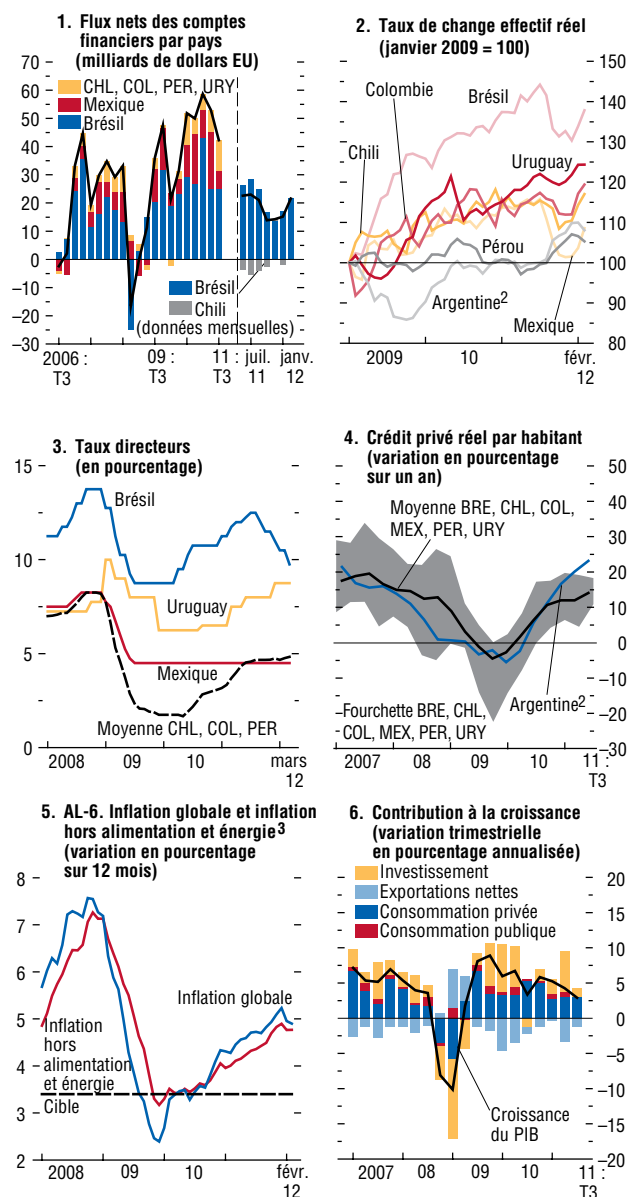 1. Flux nets des comptes
financiers par pays
(milliards de dollars EU)
70
60
50
40
30
20
10
0
−10
−20
−30
CHL, COL, PER, URY
Mexique
Brésil
Brésil
Chili
(données mensuelles)
2006 :
T3
09 :
T3
11 :
T3
juil.
11
janv.
12
2. Taux de change effectif réel
(janvier 2009 = 100)
150
140
130
120
110
100
90
80
Colombie
Brésil
Chili
Uruguay
Pérou
Argentine²
Mexique
2009
10
févr.
12
3. Taux directeurs
(en pourcentage)
15
10
5
0
Brésil
Uruguay
Mexique
Moyenne CHL, COL, PER
2008
09
10
mars
12
4. Crédit privé réel par habitant
(variation en pourcentage
sur un an)
50
40
30
20
10
0
−10
−20
−30
Moyenne BRE, CHL, COL,
MEX, PER, URY
Argentine²
Fourchette BRE, CHL,
COL, MEX, PER, URY
2007
08
09
10
11 :
T3
5. AL-6. Inflation globale et inflation
hors alimentation et énergie³
(variation en pourcentage
sur 12 mois)
8
7
6
5
4
3
2
Inflation globale
Inflation
hors
alimentation
et énergie
Cible
2008
09
10
févr.
12
6. Contribution à la croissance
(variation trimestrielle
en pourcentage annualisée)
Investissement
Exportations nettes
Consommation privée
Consommation publique
20
15
10
5
0
−5
−10
−15
−20
Croissance
du PIB
2007
08
09
10
11 :
T3